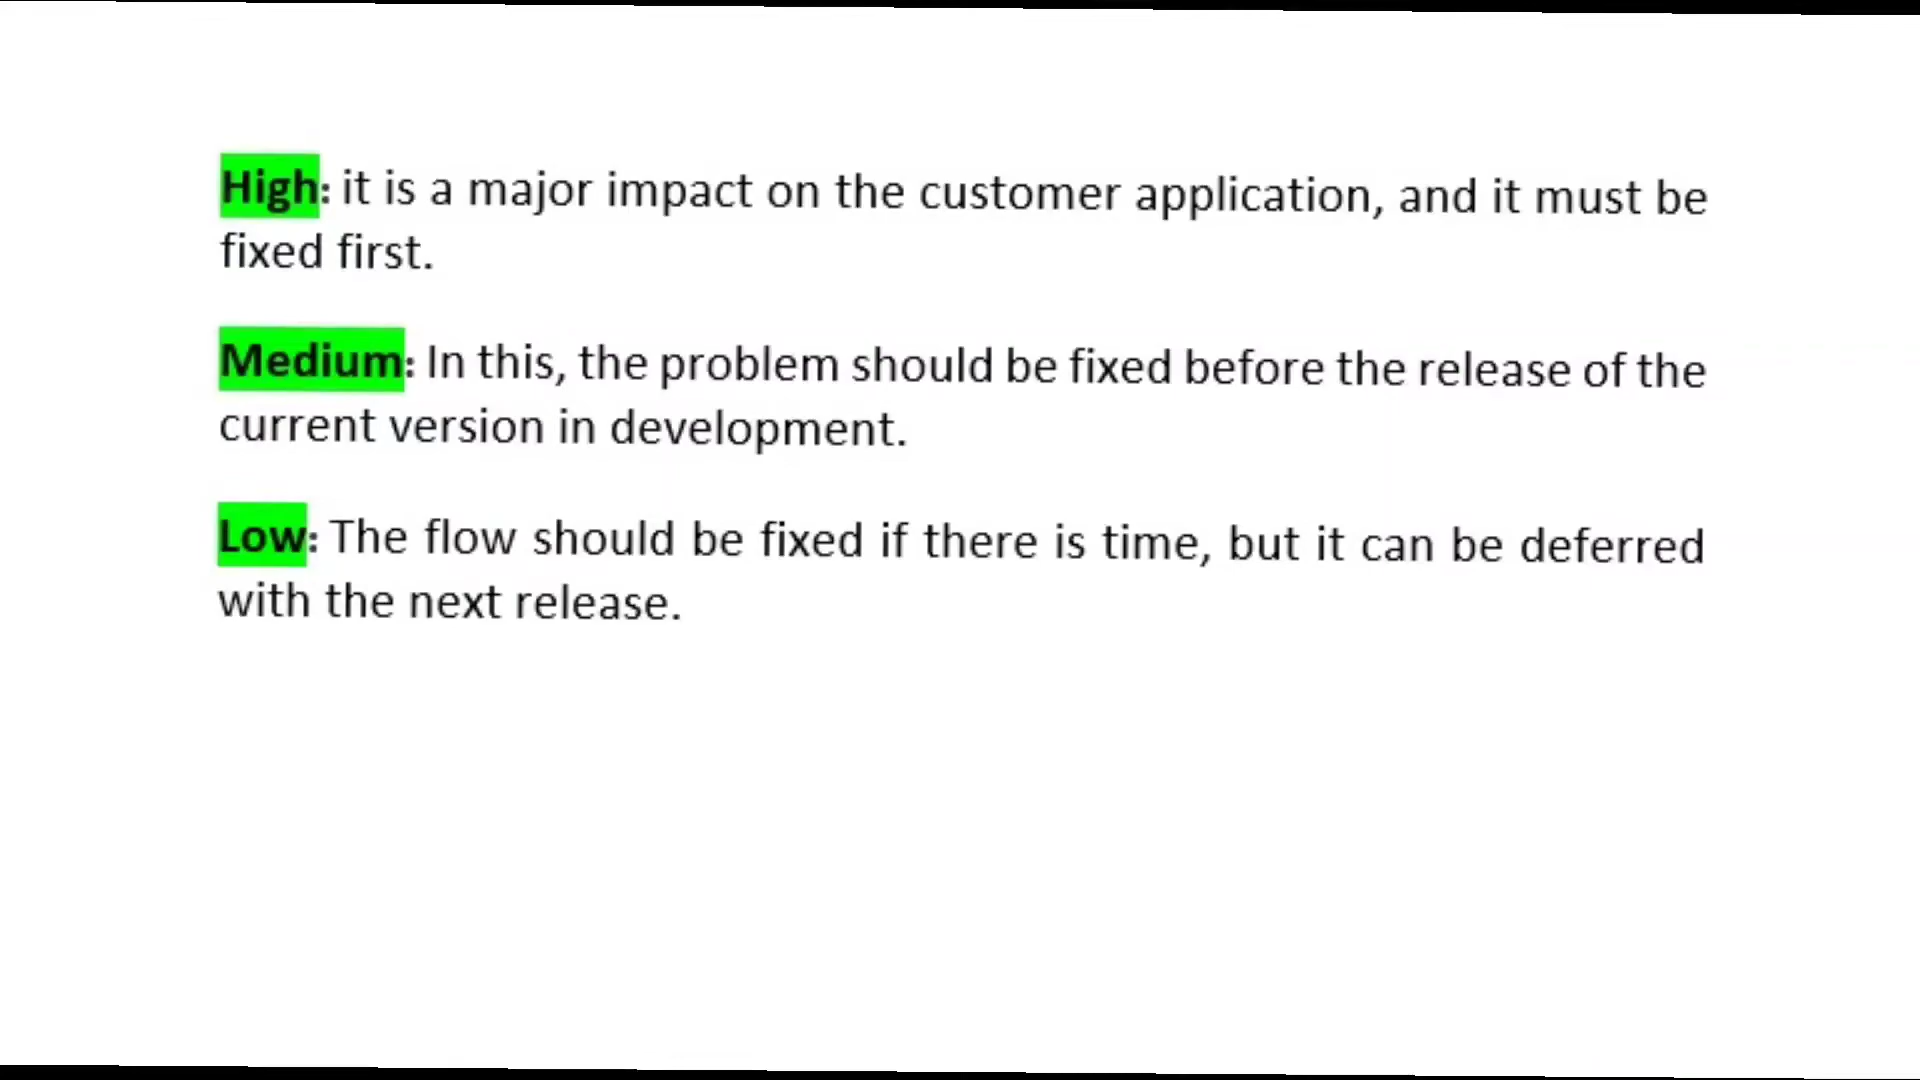 High: it is a major impact on the customer application, and it must be
fixed first.
Medium: In this, the problem should be fixed before the release of the
current version in development.
Low: The flow should be fixed if there is time, but it can be deferred
with the next release.